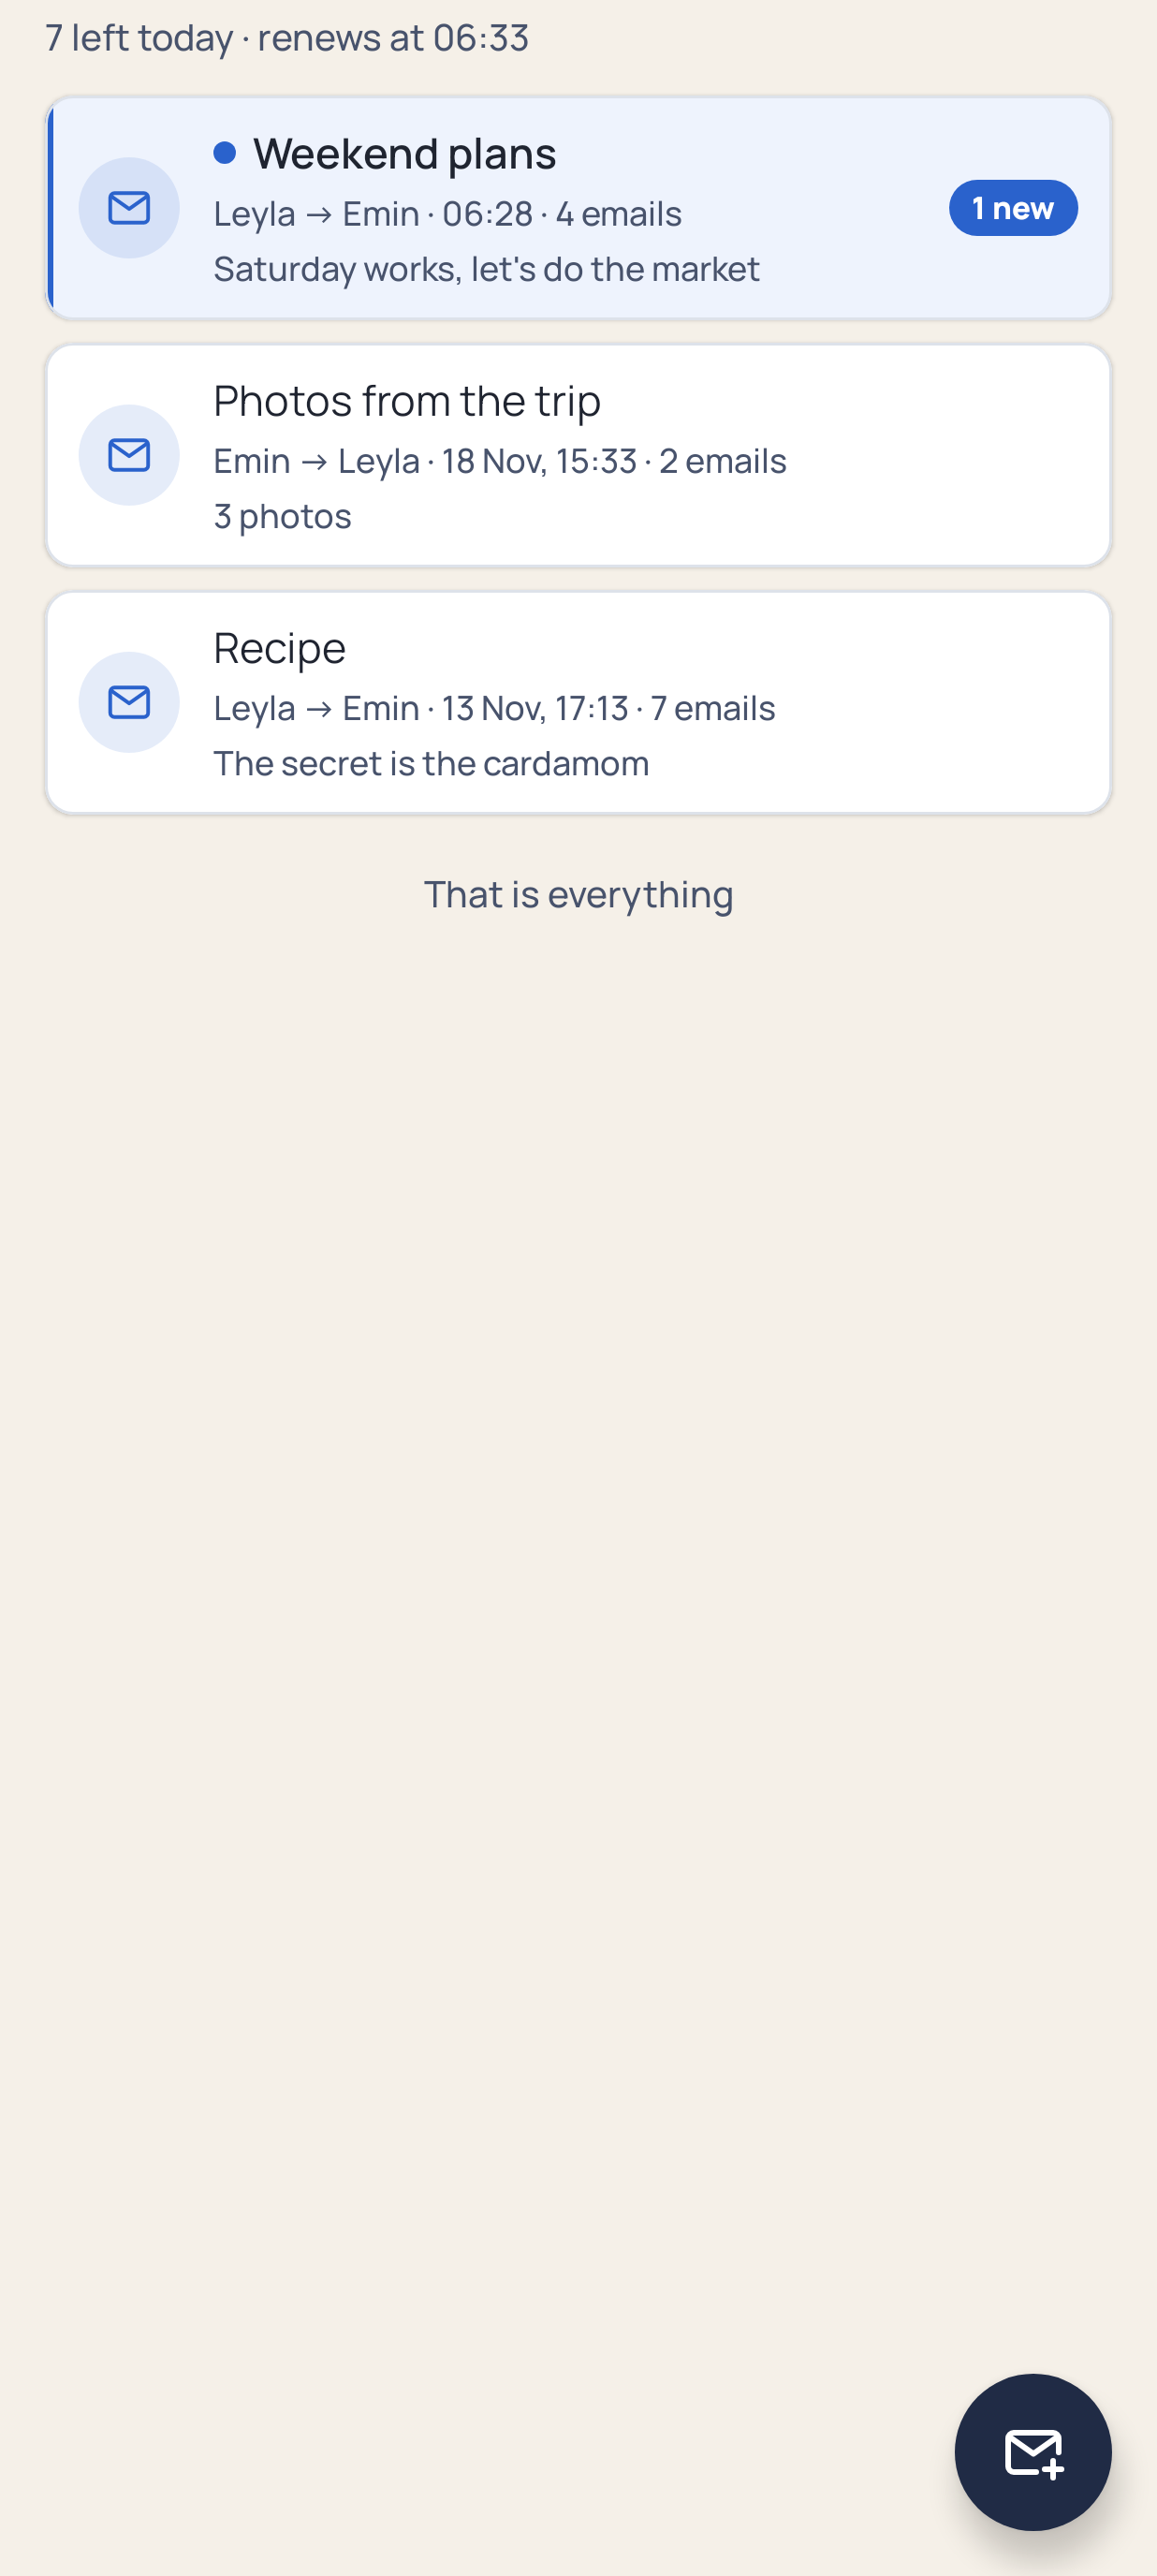 7 left today · renews at 06:33
Weekend plans
Leyla → Emin · 06:28 · 4 emails
1 new
Saturday works, let's do the market
Photos from the trip
Emin → Leyla · 18 Nov, 15:33 · 2 emails
3 photos
Recipe
Leyla → Emin · 13 Nov, 17:13 · 7 emails
The secret is the cardamom
That is everything